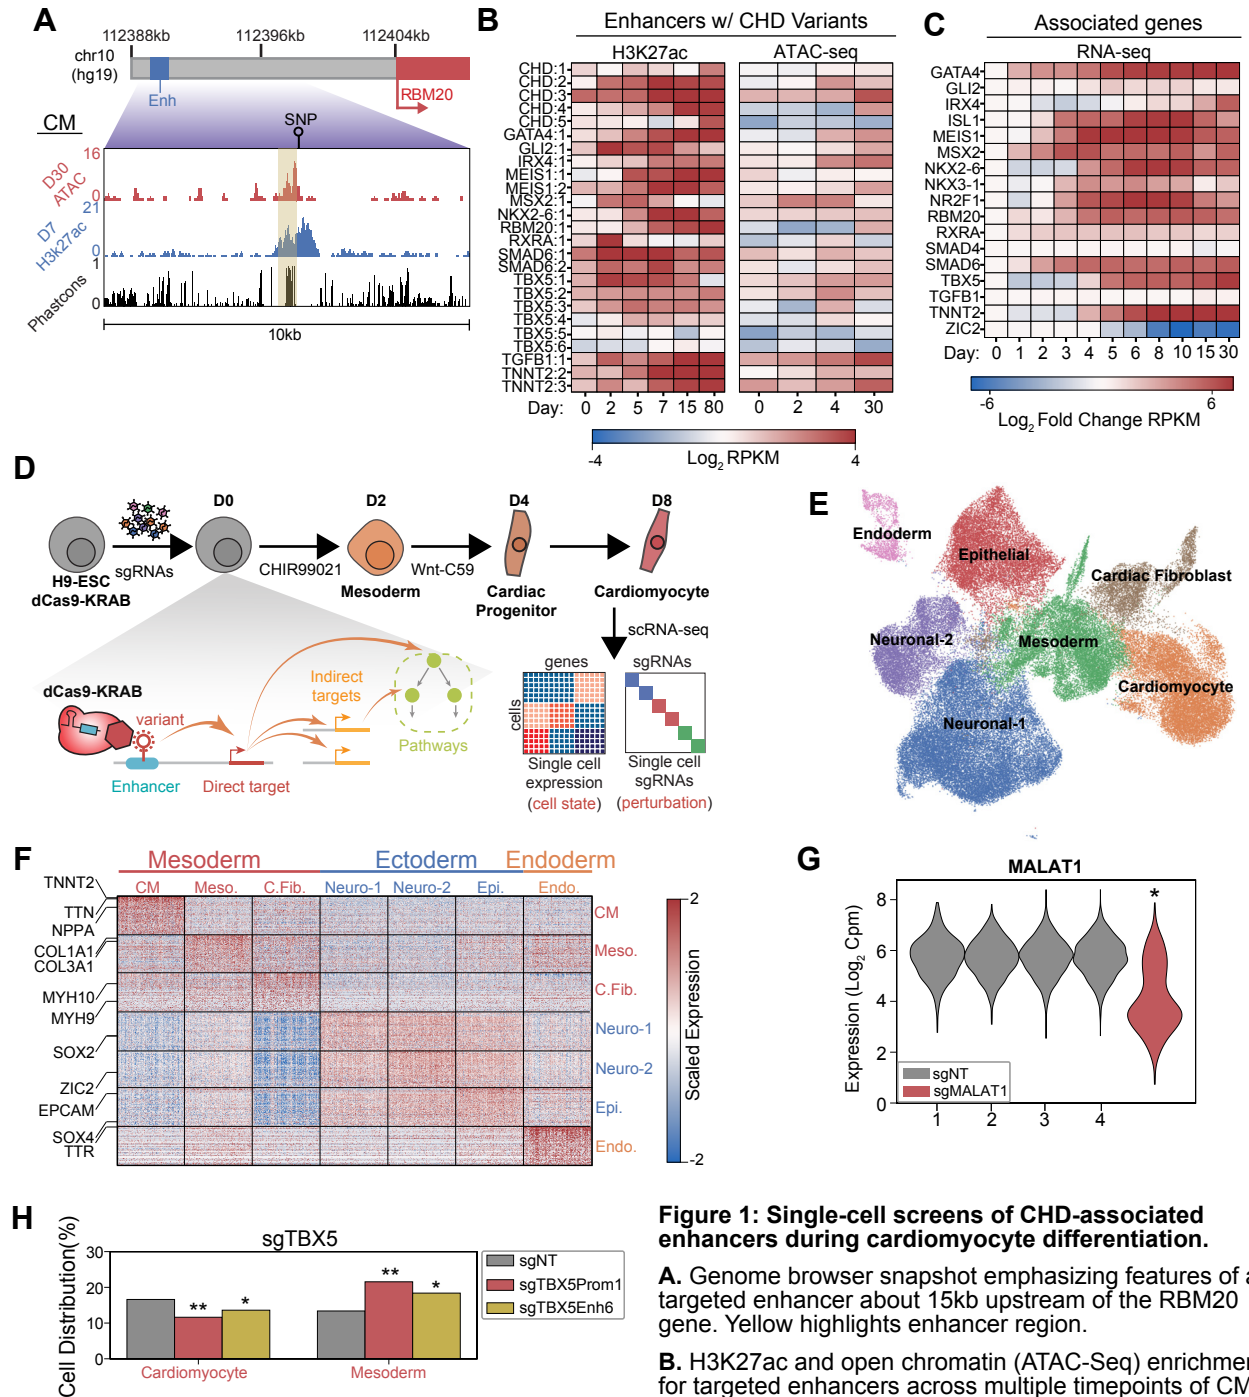 A
112388kb
112396kb
112404kb
chr10
(hg19)
Enh
RBM20
CM
SNP
16
D30
ATAC
0
21
D7
H3k27ac
0
1
Phastcons
0
10kb
B
Enhancers w/ CHD Variants
H3K27ac
ATAC-seq
CHD:1
CHD:2
CHD:3
CHD:4
CHD:5
GATA4:1
GLI2:1
IRX4:1
MEIS1:1
MEIS1:2
MSX2:1
NKX2-6:1
RBM20:1
RXRA:1
SMAD6:1
SMAD6:2
TBX5:1
TBX5:2
TBX5:3
TBX5:4
TBX5:5
TBX5:6
TGFB1:1
TNNT2:2
TNNT2:3
Day: 0 2 5 7 15 80 0 2 4 30
-4 Log2 RPKM 4
C
Associated genes
RNA-seq
GATA4
GLI2
IRX4
ISL1
MEIS1
MSX2
NKX2-6
NKX3-1
NR2F1
RBM20
RXRA
SMAD4
SMAD6
TBX5
TGFB1
TNNT2
ZIC2
Day: 0 1 2 3 4 5 6 8 10 15 30
-6 6
Log2 Fold Change RPKM
D
D0 D2 D4 D8
sgRNAs
CHIR99021
Wnt-C59
H9-ESC
dCas9-KRAB
Mesoderm
Cardiac
Progenitor
Cardiomyocyte
scRNA-seq
dCas9-KRAB
variant
Enhancer
Direct target
Indirect
targets
Pathways
genes
sgRNAs
cells
Single cell
expression
(cell state)
Single cell
sgRNAs
(perturbation)
E
Endoderm
Epithelial
Cardiac Fibroblast
Neuronal-2
Mesoderm
Cardiomyocyte
Neuronal-1
F
Mesoderm Ectoderm Endoderm
CM Meso. C.Fib. Neuro-1 Neuro-2 Epi. Endo.
TNNT2
TTN
NPPA
COL1A1
COL3A1
MYH10
MYH9
SOX2
ZIC2
EPCAM
SOX4
TTR
CM
Meso.
C.Fib.
Neuro-1
Neuro-2
Epi.
Endo.
2
Scaled Expression
-2
G
MALAT1
Expression (Log2 Cpm)
8
6
4
2
0
*
sgNT
sgMALAT1
1 2 3 4
H
sgTBX5
Cell Distribution(%)
30
20
10
0
** * ** *
Cardiomyocyte
Mesoderm
sgNT
sgTBX5Prom1
sgTBX5Enh6
Figure 1: Single-cell screens of CHD-associated
enhancers during cardiomyocyte differentiation.
A. Genome browser snapshot emphasizing features of a
targeted enhancer about 15kb upstream of the RBM20
gene. Yellow highlights enhancer region.
B. H3K27ac and open chromatin (ATAC-Seq) enrichment
for targeted enhancers across multiple timepoints of CM